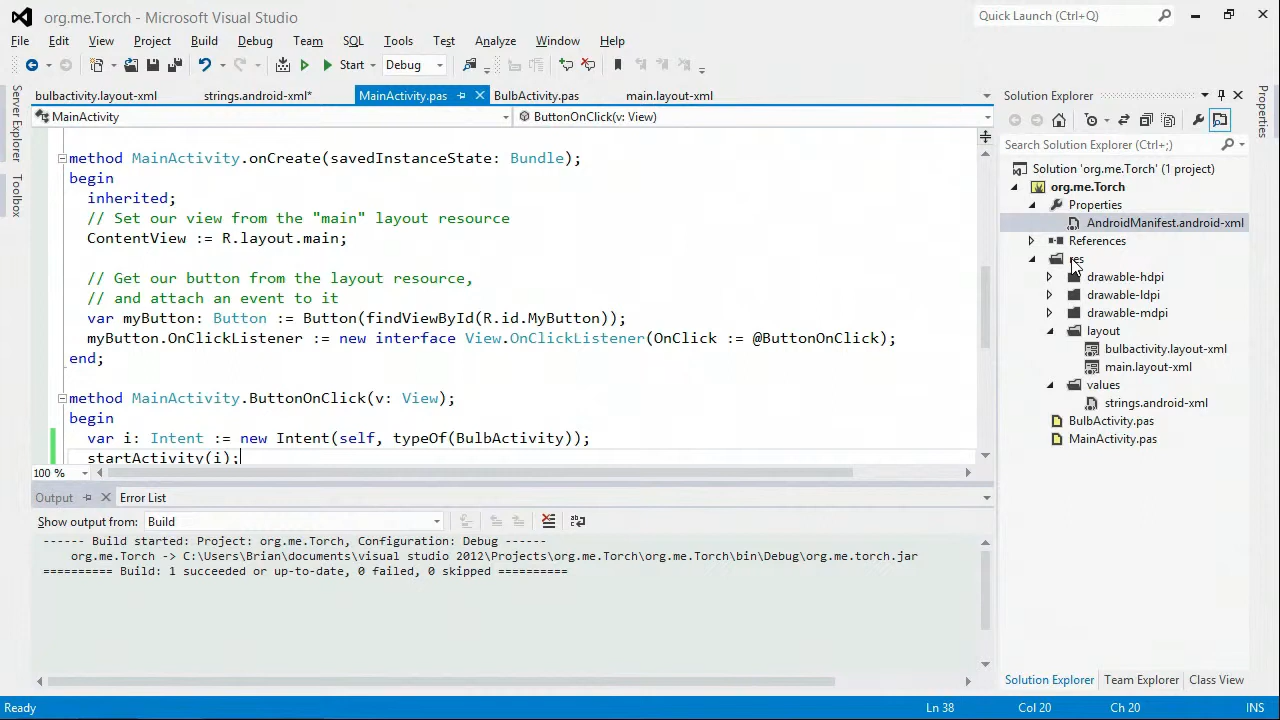 org.me.Torch - Microsoft Visual Studio
Quick Launch (Ctrl+Q)
File Edit View Project Build Debug Team SQL Tools Test Analyze Window Help
Start Debug
Server Explorer
Toolbox
bulbactivity.layout-xml strings.android-xml* MainActivity.pas BulbActivity.pas main.layout-xml
MainActivity ButtonOnClick(v: View)
method MainActivity.onCreate(savedInstanceState: Bundle);
begin
inherited;
// Set our view from the "main" layout resource
ContentView := R.layout.main;
// Get our button from the layout resource,
// and attach an event to it
var myButton: Button := Button(findViewById(R.id.MyButton));
myButton.OnClickListener := new interface View.OnClickListener(OnClick := @ButtonOnClick);
end;
method MainActivity.ButtonOnClick(v: View);
begin
var i: Intent := new Intent(self, typeOf(BulbActivity));
startActivity(i);
100 %
Output Error List
Show output from: Build
------ Build started: Project: org.me.Torch, Configuration: Debug ------
org.me.Torch -> C:\Users\Brian\documents\visual studio 2012\Projects\org.me.Torch\org.me.Torch\bin\Debug\org.me.torch.jar
========== Build: 1 succeeded or up-to-date, 0 failed, 0 skipped ==========
Solution Explorer
Search Solution Explorer (Ctrl+;)
Solution 'org.me.Torch' (1 project)
org.me.Torch
Properties
AndroidManifest.android-xml
References
res
drawable-hdpi
drawable-ldpi
drawable-mdpi
layout
bulbactivity.layout-xml
main.layout-xml
values
strings.android-xml
BulbActivity.pas
MainActivity.pas
Solution Explorer Team Explorer Class View
Properties
Ready Ln 38 Col 20 Ch 20 INS